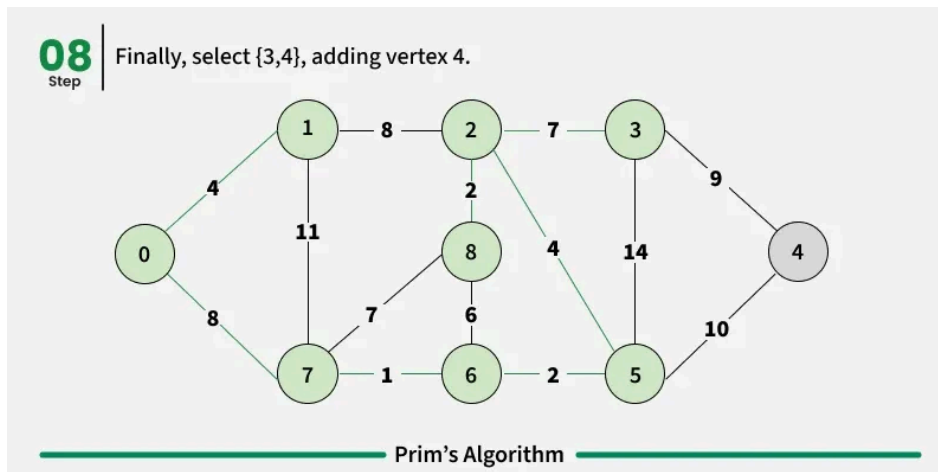 08
Step
Finally, select {3,4}, adding vertex 4.
1 8 2 7 3
4 2 9
11 4 14
0 8 4
8 7 6 10
7 1 6 2 5
Prim’s Algorithm